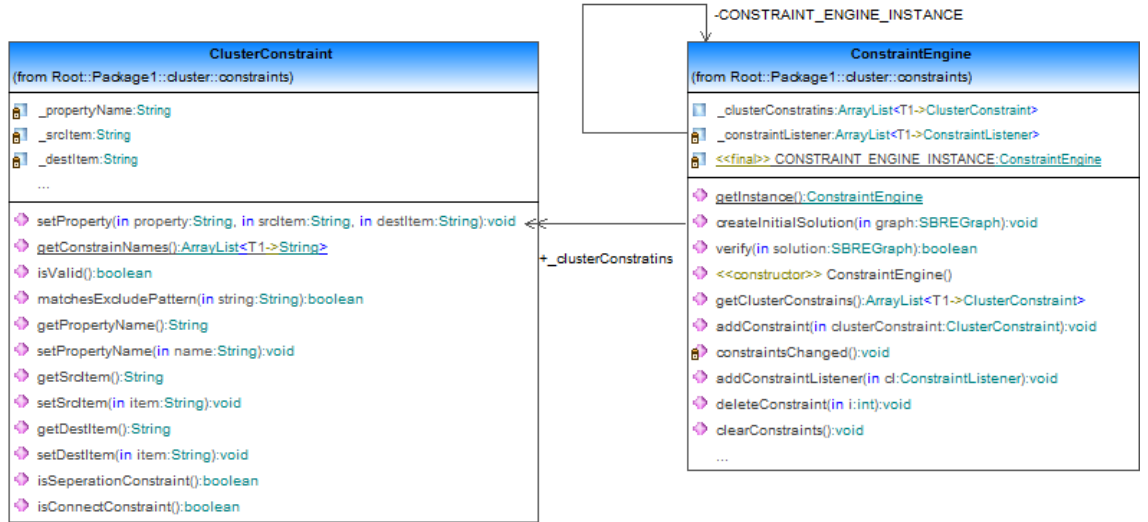 -CONSTRAINT_ENGINE_INSTANCE
ClusterConstraint
(from Root::Package1::cluster::constraints)
_propertyName:String
_srcItem:String
_destItem:String
...
setProperty(in property:String, in srcItem:String, in destItem:String):void
getConstrainNames():ArrayList<T1->String>
isValid():boolean
matchesExcludePattern(in string:String):boolean
getPropertyName():String
setPropertyName(in name:String):void
getSrcItem():String
setSrcItem(in item:String):void
getDestItem():String
setDestItem(in item:String):void
isSeperationConstraint():boolean
isConnectConstraint():boolean
+_clusterConstratins
ConstraintEngine
(from Root::Package1::cluster::constraints)
_clusterConstratins:ArrayList<T1->ClusterConstraint>
_constraintListener:ArrayList<T1->ConstraintListener>
<<final>> CONSTRAINT_ENGINE_INSTANCE:ConstraintEngine
getInstance():ConstraintEngine
createInitialSolution(in graph:SBREGraph):void
verify(in solution:SBREGraph):boolean
<<constructor>> ConstraintEngine()
getClusterConstrains():ArrayList<T1->ClusterConstraint>
addConstraint(in clusterConstraint:ClusterConstraint):void
constraintsChanged():void
addConstraintListener(in cl:ConstraintListener):void
deleteConstraint(in i:int):void
clearConstraints():void
...